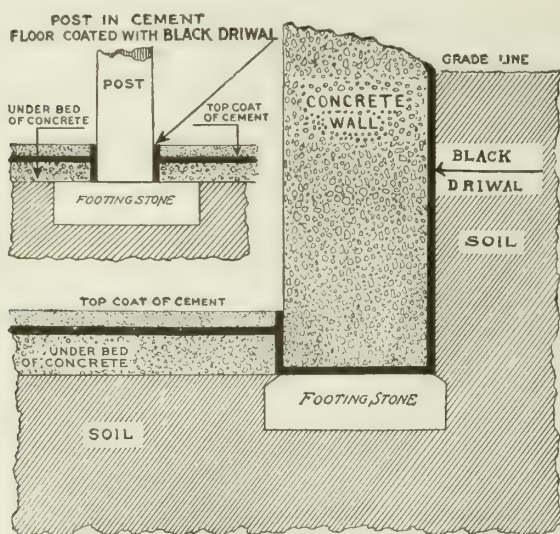 POST IN CEMENT
FLOOR COATED WITH BLACK DRIWAL
POST
UNDER BED
OF CONCRETE
TOP COAT
OF CEMENT
FOOTING STONE
GRADE LINE
CONCRETE
WALL
BLACK
DRIWAL
SOIL
TOP COAT OF CEMENT
UNDER BED
OF CONCRETE
FOOTING STONE
SOIL